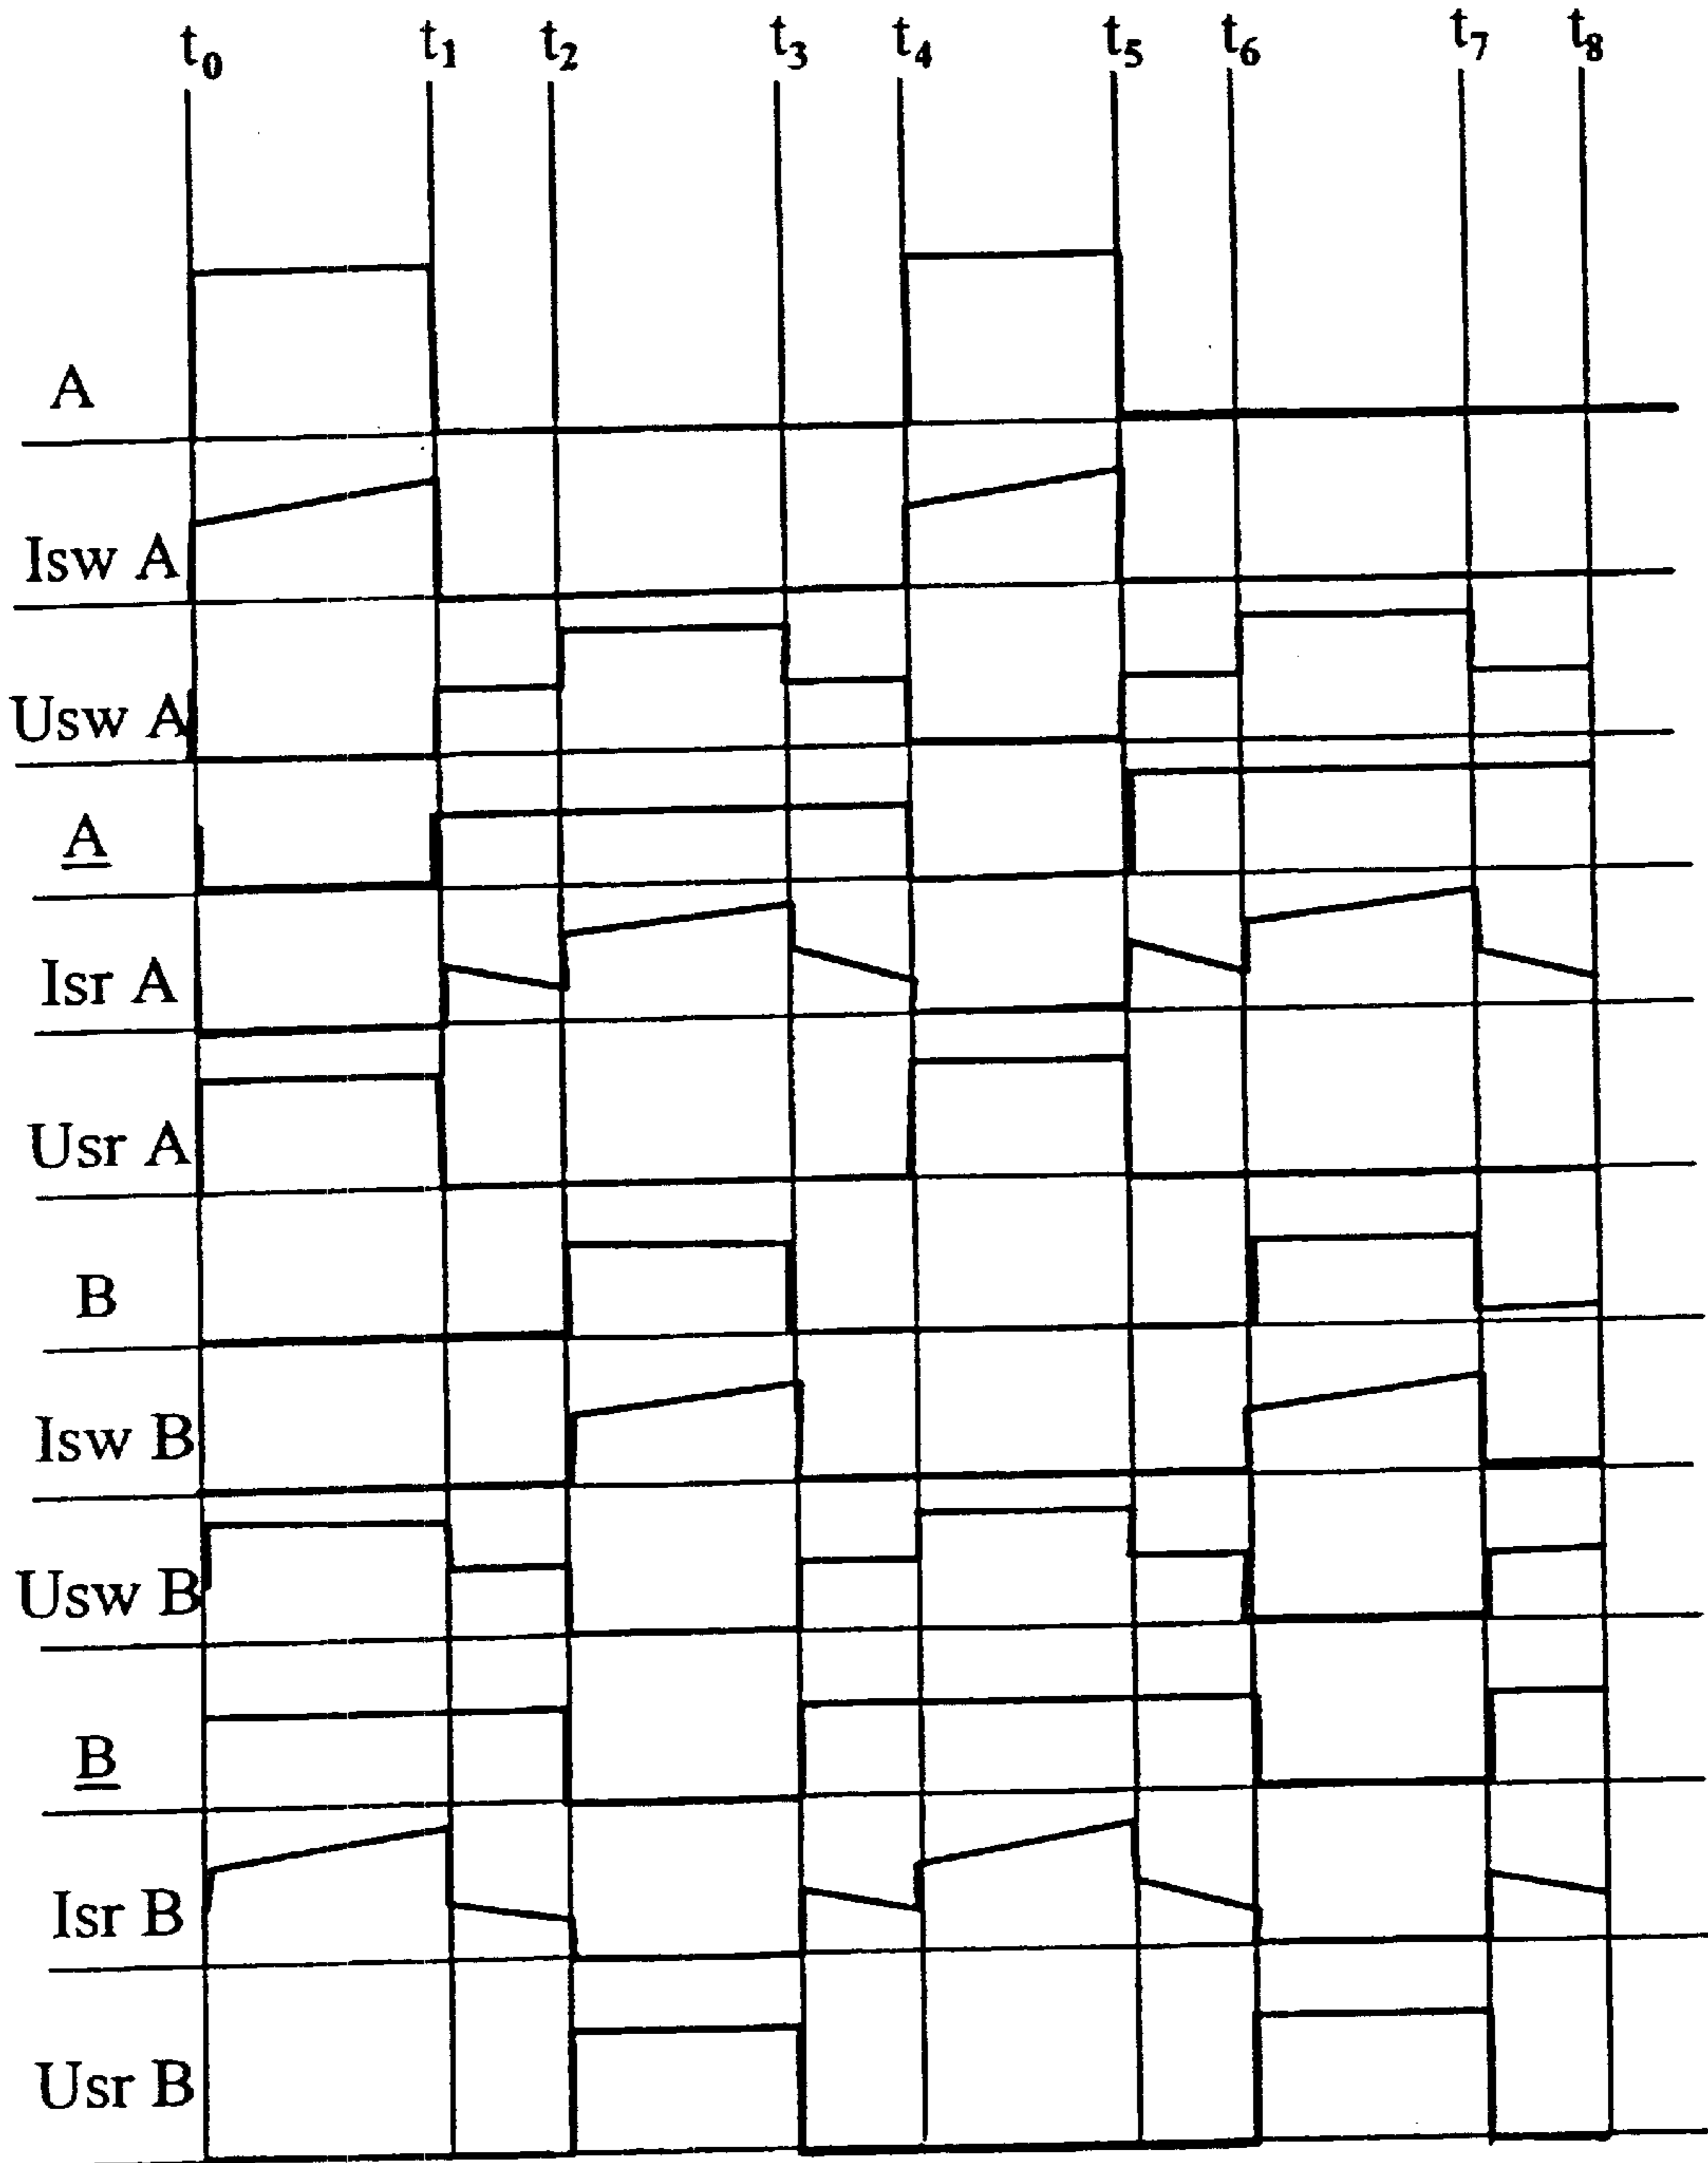 t0 t1 t2 t3 t4 t5 t6 t7 t8
A
Isw A
Usw A
A
Isr A
Usr A
B
Isw B
Usw B
B
Isr B
Usr B